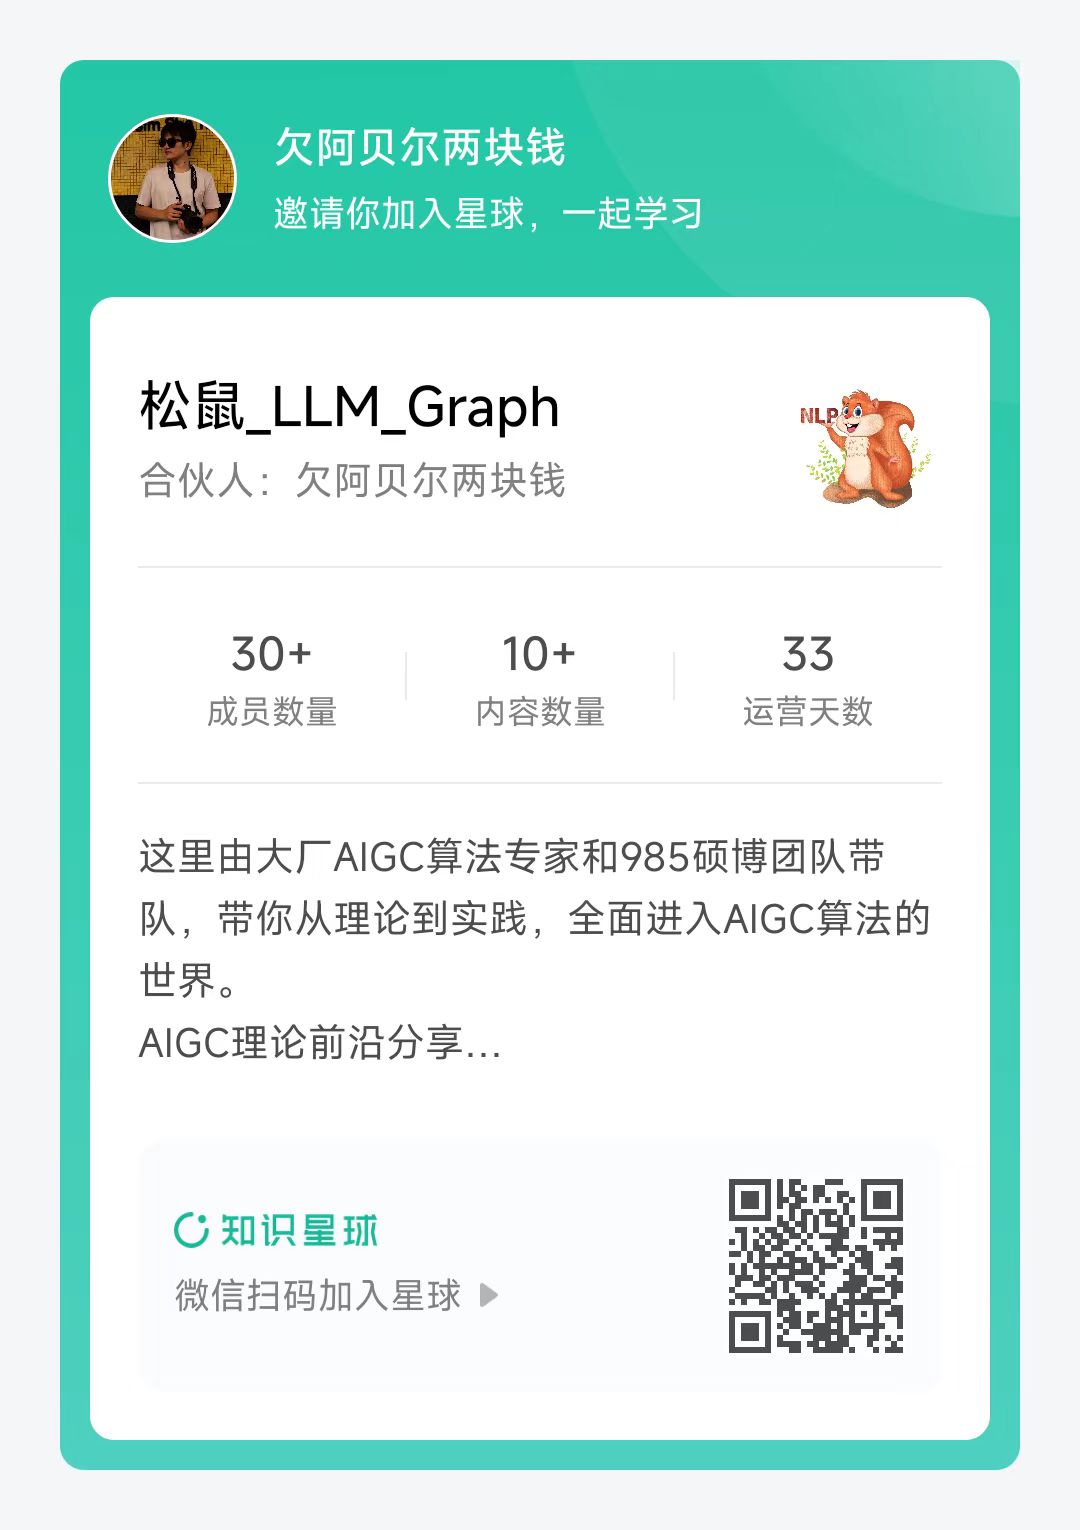 欠阿贝尔两块钱
邀请你加入星球，一起学习
松鼠_LLM_Graph
NLP
合伙人：欠阿贝尔两块钱
30+ 10+ 33
成员数量 内容数量 运营天数
这里由大厂AIGC算法专家和985硕博团队带
队，带你从理论到实践，全面进入AIGC算法的
世界。
AIGC理论前沿分享...
知识星球
微信扫码加入星球